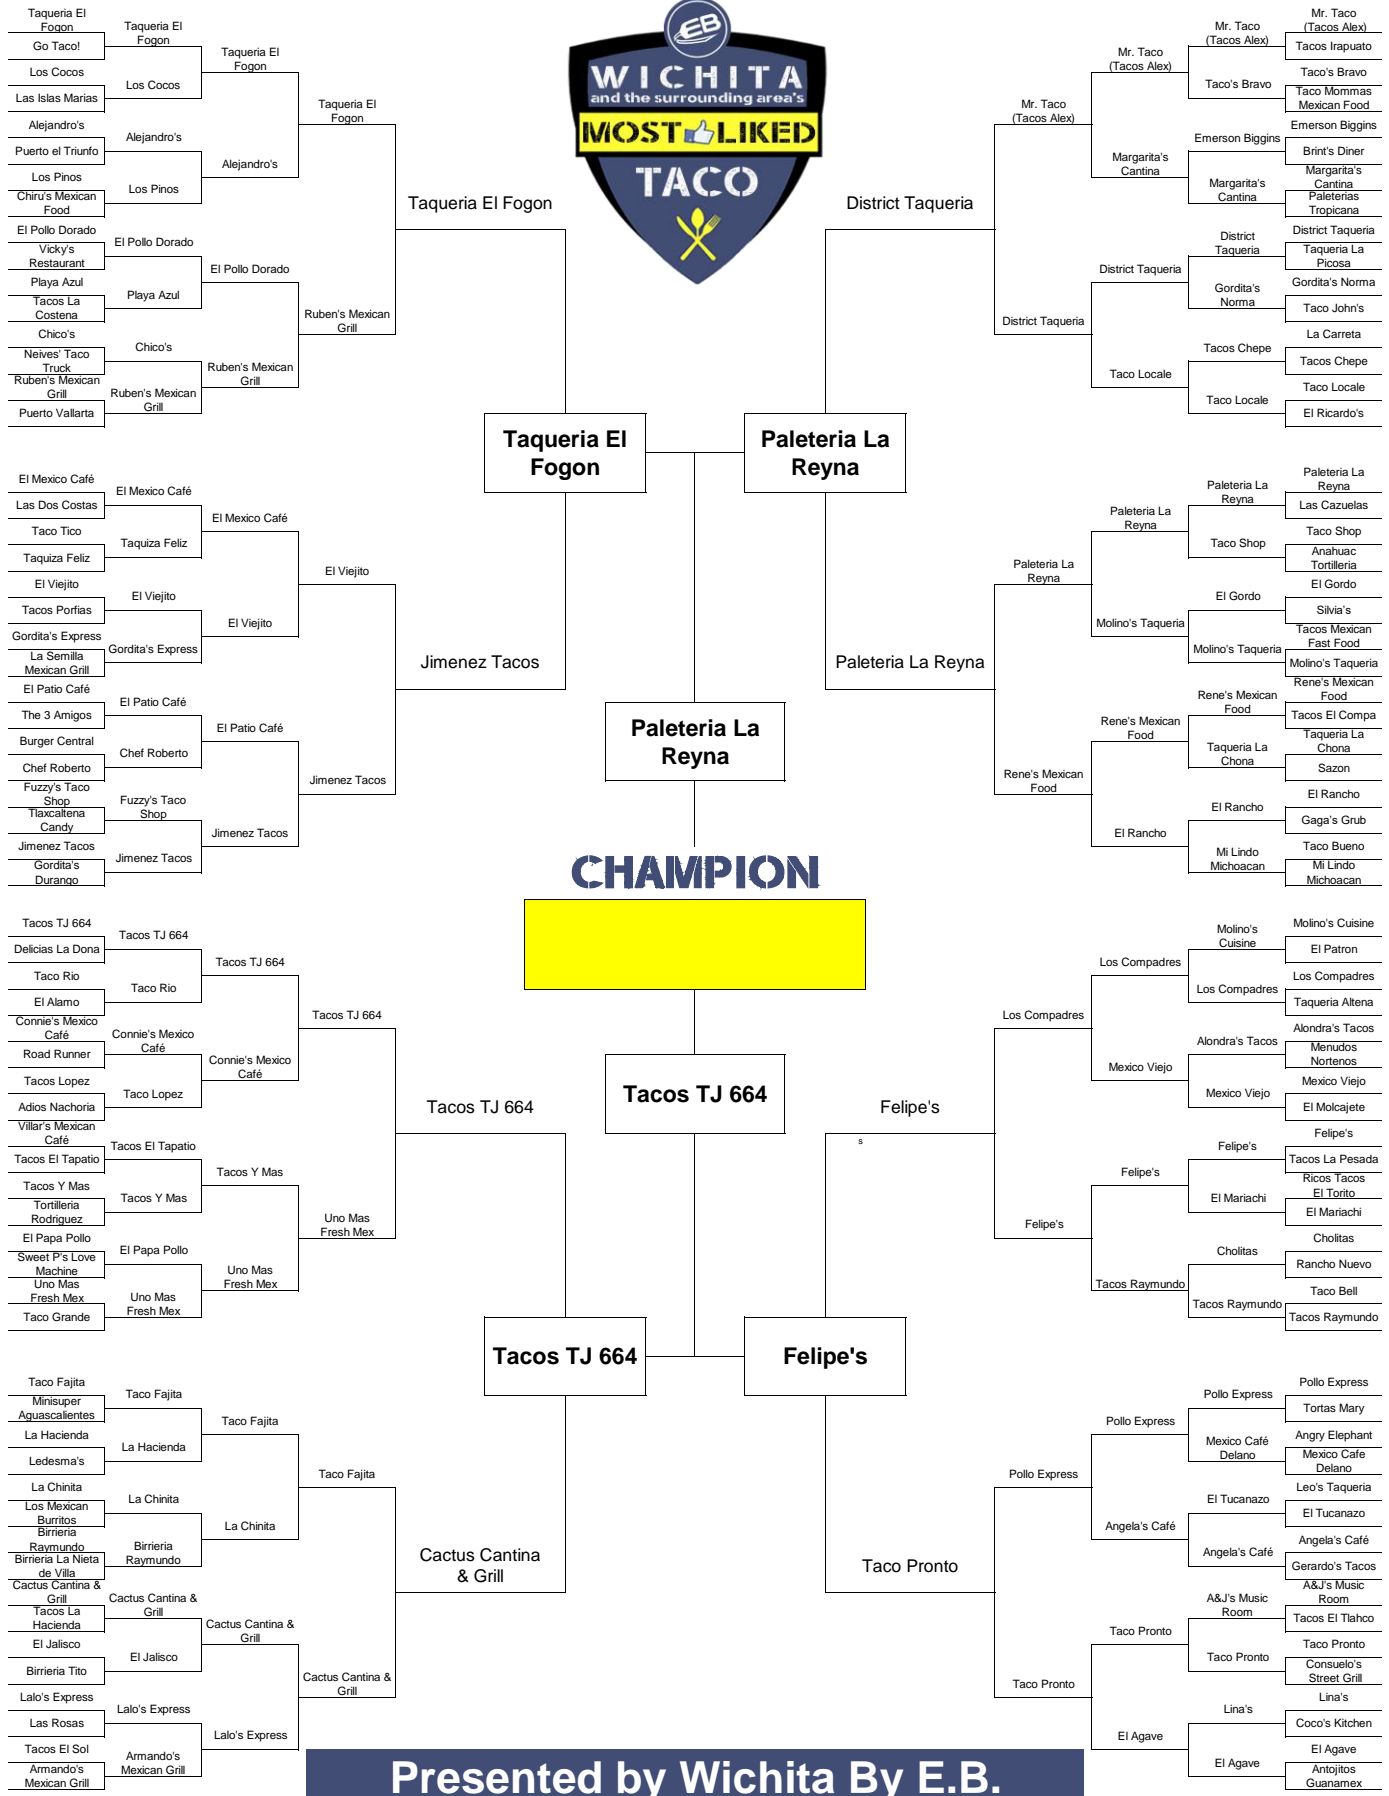 EB
WICHITA
and the surrounding area's
MOST LIKED
TACO
Taqueria El
Fogon
Go Taco!
Los Cocos
Las Islas Marias
Alejandro's
Puerto el Triunfo
Los Pinos
Chiru's Mexican
Food
El Pollo Dorado
Vicky's
Restaurant
Playa Azul
Tacos La
Costena
Chico's
Neives' Taco
Truck
Ruben's Mexican
Grill
Puerto Vallarta
Taqueria El
Fogon
Los Cocos
Alejandro's
Los Pinos
El Pollo Dorado
Playa Azul
Chico's
Ruben's Mexican
Grill
Taqueria El
Fogon
Alejandro's
El Pollo Dorado
Ruben's Mexican
Grill
Taqueria El
Fogon
Ruben's Mexican
Grill
Taqueria El Fogon
El Mexico Café
Las Dos Costas
Taco Tico
Taquiza Feliz
El Viejito
Tacos Porfias
Gordita's Express
La Semilla
Mexican Grill
El Patio Café
The 3 Amigos
Burger Central
Chef Roberto
Fuzzy's Taco
Shop
Tlaxcaltena
Candy
Jimenez Tacos
Gordita's
Durango
El Mexico Café
Taquiza Feliz
El Viejito
Gordita's Express
El Patio Café
Chef Roberto
Fuzzy's Taco
Shop
Jimenez Tacos
El Mexico Café
El Viejito
El Patio Café
Jimenez Tacos
El Viejito
Jimenez Tacos
Jimenez Tacos
Taqueria El
Fogon
Tacos TJ 664
Delicias La Dona
Taco Rio
El Alamo
Connie's Mexico
Café
Road Runner
Tacos Lopez
Adios Nachoria
Villar's Mexican
Café
Tacos El Tapatio
Tacos Y Mas
Tortilleria
Rodriguez
El Papa Pollo
Sweet P's Love
Machine
Uno Mas
Fresh Mex
Taco Grande
Tacos TJ 664
Taco Rio
Connie's Mexico
Café
Taco Lopez
Tacos El Tapatio
Tacos Y Mas
El Papa Pollo
Uno Mas
Fresh Mex
Tacos TJ 664
Connie's Mexico
Café
Tacos Y Mas
Uno Mas
Fresh Mex
Tacos TJ 664
Uno Mas
Fresh Mex
Tacos TJ 664
Taco Fajita
Minisuper
Aguascalientes
La Hacienda
Ledesma's
La Chinita
Los Mexican
Burritos
Birrieria
Raymundo
Birrieria La Nieta
de Villa
Cactus Cantina &
Grill
Tacos La
Hacienda
El Jalisco
Birrieria Tito
Lalo's Express
Las Rosas
Tacos El Sol
Armando's
Mexican Grill
Taco Fajita
La Hacienda
La Chinita
Birrieria
Raymundo
Cactus Cantina &
Grill
El Jalisco
Lalo's Express
Armando's
Mexican Grill
Taco Fajita
La Chinita
Cactus Cantina &
Grill
Lalo's Express
Taco Fajita
Cactus Cantina &
Grill
Cactus Cantina
& Grill
Tacos TJ 664
Mr. Taco
(Tacos Alex)
Tacos Irapuato
Taco's Bravo
Taco Mommas
Mexican Food
Emerson Biggins
Brint's Diner
Margarita's
Cantina
Paleterias
Tropicana
District Taqueria
Taqueria La
Picosa
Gordita's Norma
Taco John's
La Carreta
Tacos Chepe
Taco Locale
El Ricardo's
Mr. Taco
(Tacos Alex)
Taco's Bravo
Emerson Biggins
Margarita's
Cantina
District
Taqueria
Gordita's
Norma
Tacos Chepe
Taco Locale
Mr. Taco
(Tacos Alex)
Margarita's
Cantina
District Taqueria
Taco Locale
Mr. Taco
(Tacos Alex)
District Taqueria
District Taqueria
Paleteria La
Reyna
Las Cazuelas
Taco Shop
Anahuac
Tortilleria
El Gordo
Silvia's
Tacos Mexican
Fast Food
Molino's Taqueria
Rene's Mexican
Food
Tacos El Compa
Taqueria La
Chona
Sazon
El Rancho
Gaga's Grub
Taco Bueno
Mi Lindo
Michoacan
Paleteria La
Reyna
Taco Shop
El Gordo
Molino's Taqueria
Rene's Mexican
Food
Taqueria La
Chona
El Rancho
Mi Lindo
Michoacan
Paleteria La
Reyna
Molino's Taqueria
Rene's Mexican
Food
El Rancho
Paleteria La
Reyna
Rene's Mexican
Food
Paleteria La Reyna
Paleteria La
Reyna
Molino's Cuisine
El Patron
Los Compadres
Taqueria Altena
Alondra's Tacos
Menudos
Nortenos
Mexico Viejo
El Molcajete
Felipe's
Tacos La Pesada
Ricos Tacos
El Torito
El Mariachi
Cholitas
Rancho Nuevo
Taco Bell
Tacos Raymundo
Molino's
Cuisine
Los Compadres
Alondra's Tacos
Mexico Viejo
Felipe's
El Mariachi
Cholitas
Tacos Raymundo
Los Compadres
Mexico Viejo
Felipe's
Tacos Raymundo
Los Compadres
Felipe's
Felipe's
s
Pollo Express
Tortas Mary
Angry Elephant
Mexico Cafe
Delano
Leo's Taqueria
El Tucanazo
Angela's Café
Gerardo's Tacos
A&J's Music
Room
Tacos El Tlahco
Taco Pronto
Consuelo's
Street Grill
Lina's
Coco's Kitchen
El Agave
Antojitos
Guanamex
Pollo Express
Mexico Café
Delano
El Tucanazo
Angela's Café
A&J's Music
Room
Taco Pronto
Lina's
El Agave
Pollo Express
Angela's Café
Taco Pronto
El Agave
Pollo Express
Taco Pronto
Taco Pronto
Felipe's
Paleteria La
Reyna
CHAMPION
Tacos TJ 664
Presented by Wichita By E.B.